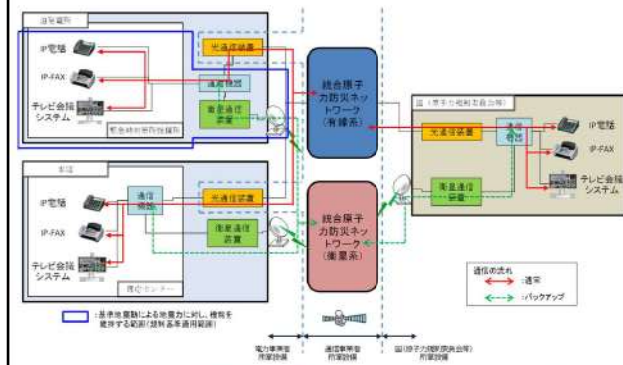 発電所
IP電話
IP-FAX
テレビ会議
システム
光通信装置
通信機器
衛星通信
装置
統合原子
力防災ネッ
トワーク
(有線系)
国(原子力規制委員会等)
光通信装置
通信
機器
IP電話
IP-FAX
テレビ会議
システム
衛星通信
装置
本店
IP電話
IP-FAX
テレビ会議
システム
通信
機器
光通信装置
衛星通信
装置
統合原子
力防災ネッ
トワーク
(衛星系)
通信の流れ
:通常
:バックアップ
:基準地震動による地震力に対し、機能を
維持する範囲(規制基準適用範囲)
電力事業者
所掌設備
通信事業者
所掌設備
国(原子力規制委員会等)
所掌設備